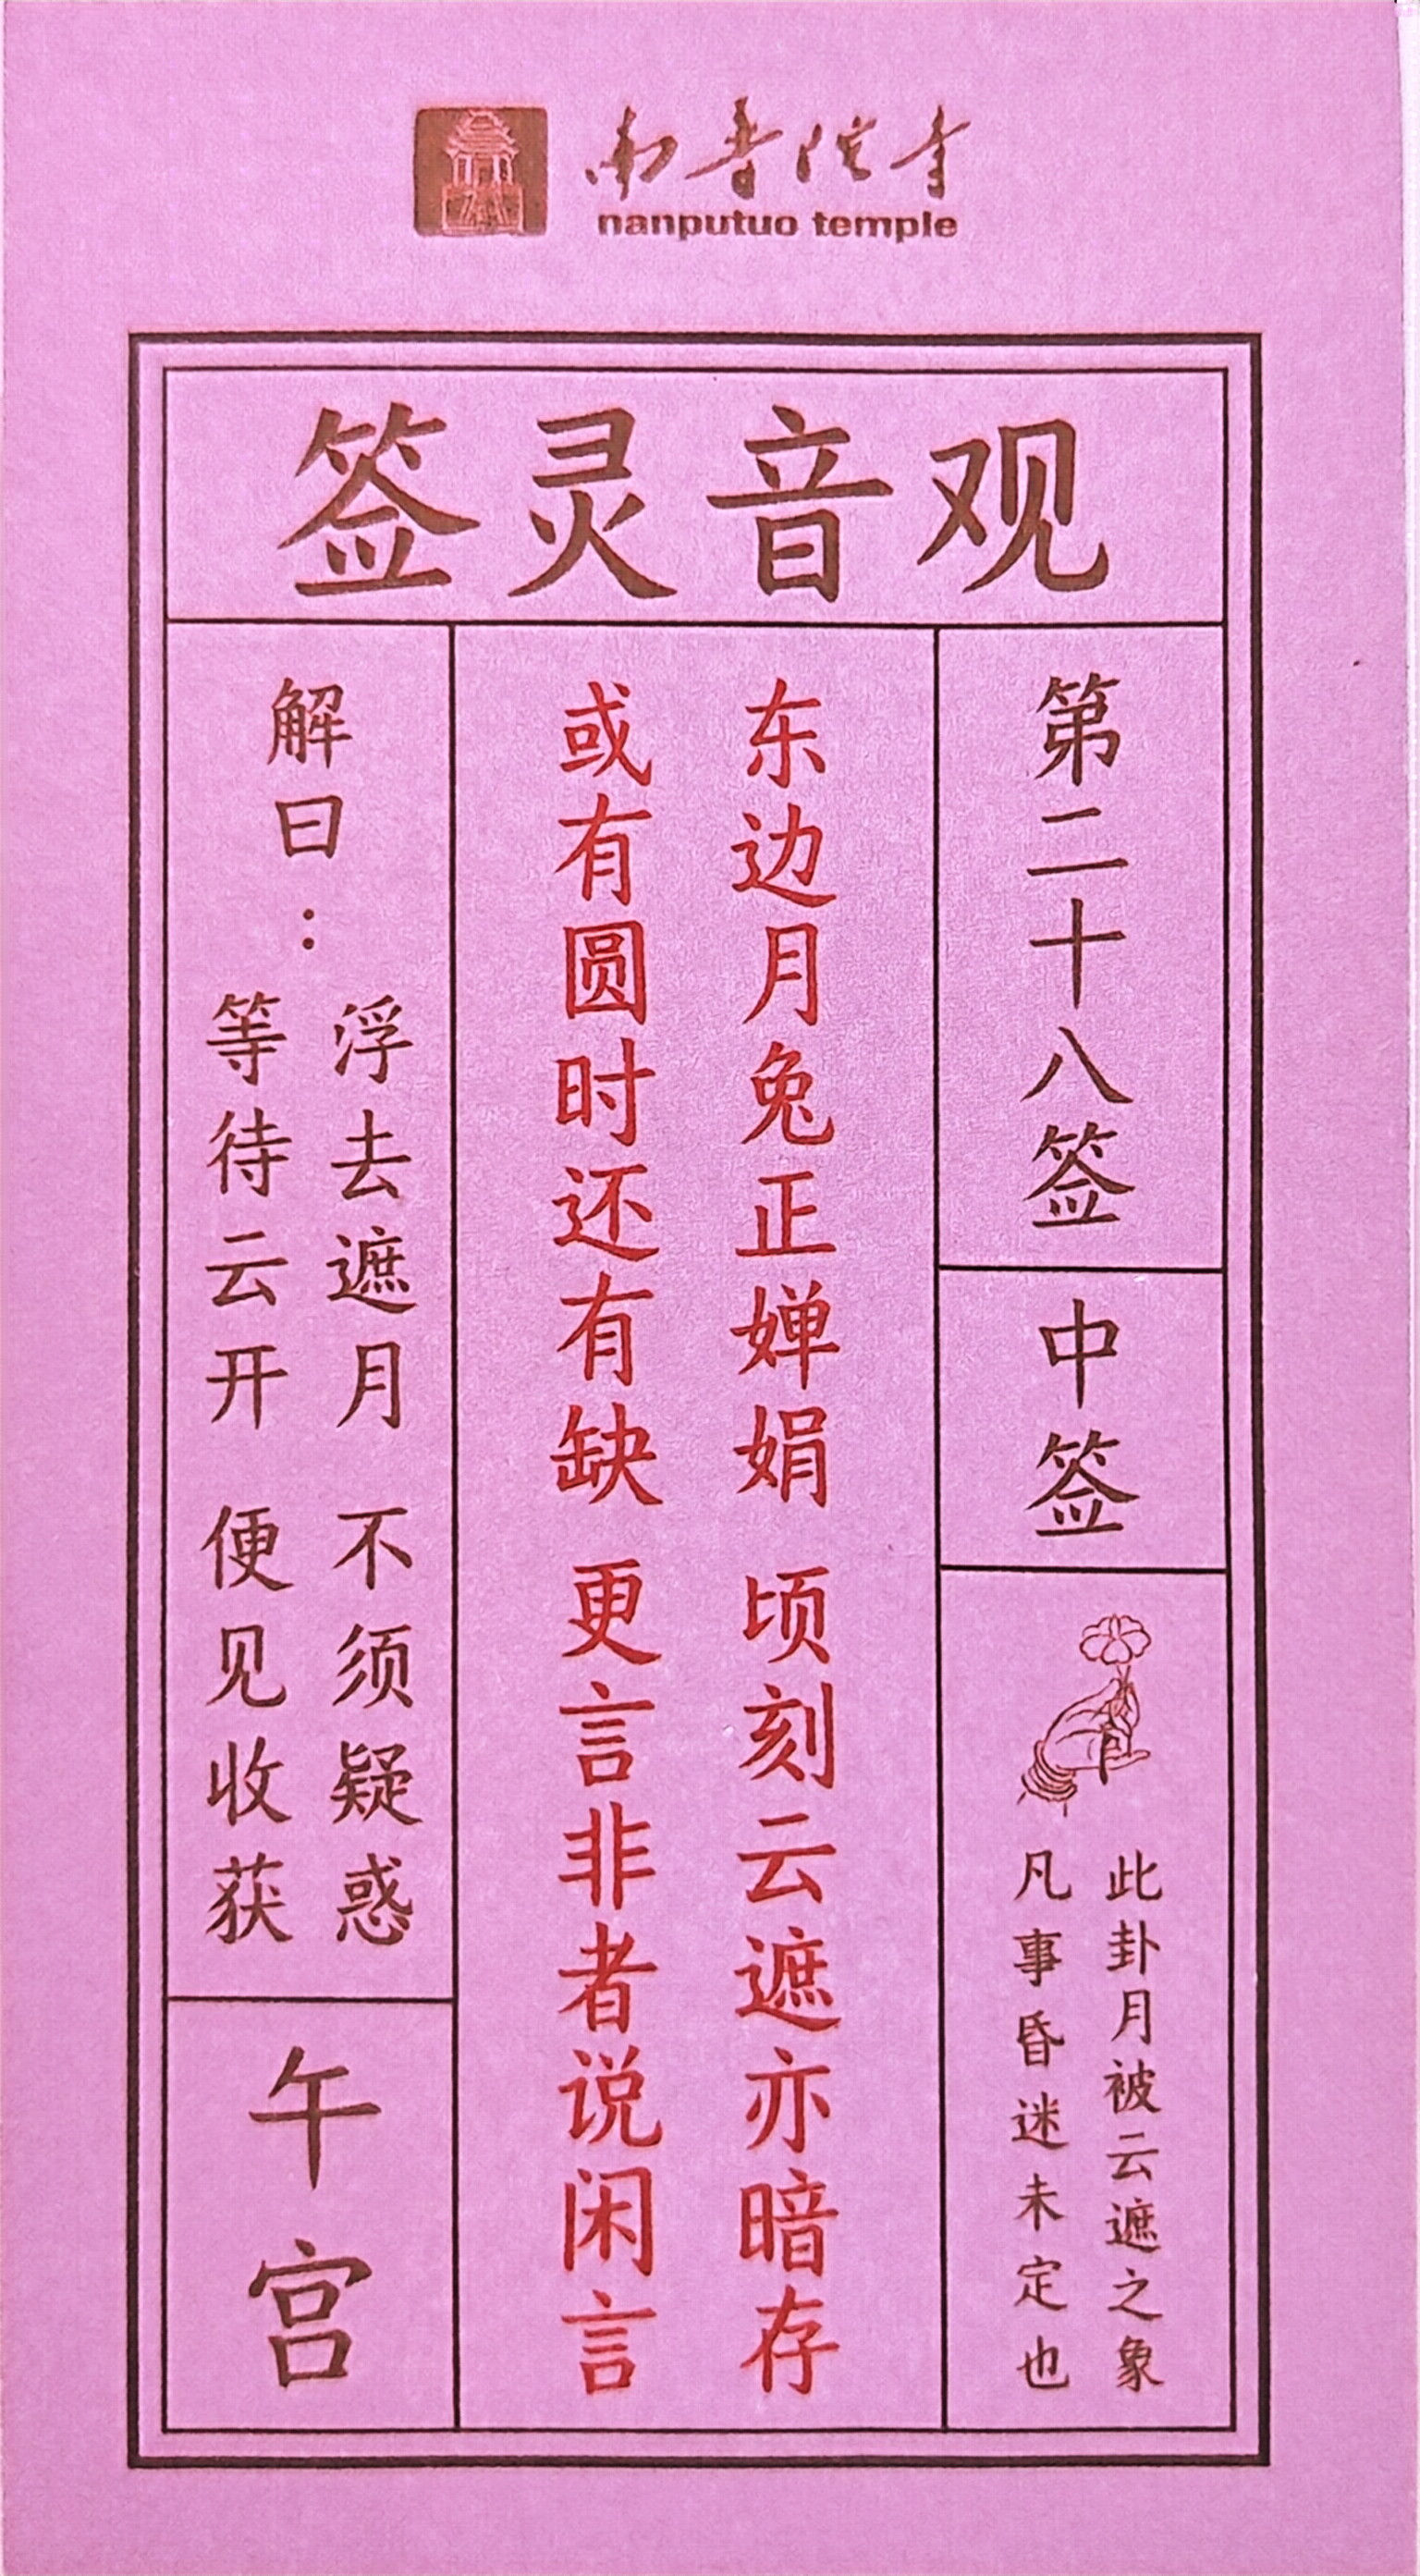 南普陀寺
nanputuo temple
观音灵签
第二十八签
中签
此卦月被云遮之象
凡事昏迷未定也
东边月兔正婵娟 顷刻云遮亦暗存
或有圆时还有缺 更言非者说闲言
解曰：
浮去遮月 不须疑惑
等待云开 便见收获
午宫